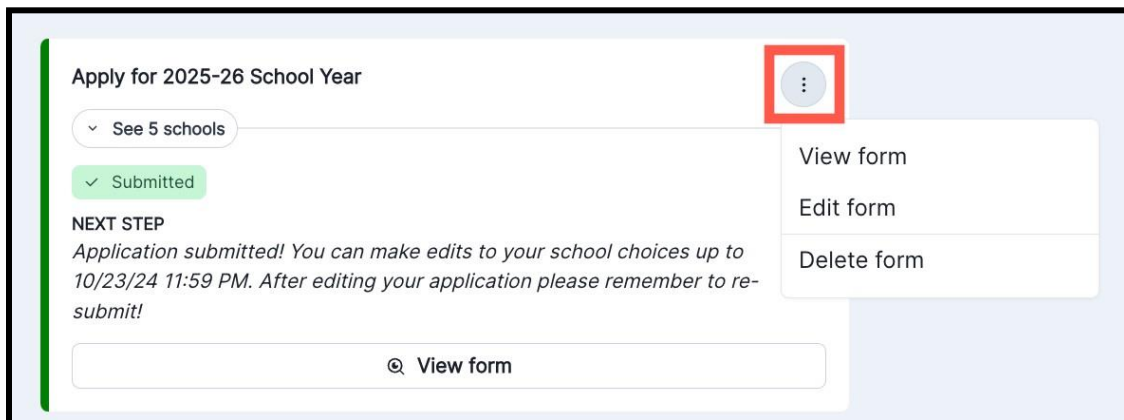 Apply for 2025-26 School Year
See 5 schools
Submitted
NEXT STEP
Application submitted! You can make edits to your school choices up to
10/23/24 11:59 PM. After editing your application please remember to re-
submit!
View form
View form
Edit form
Delete form